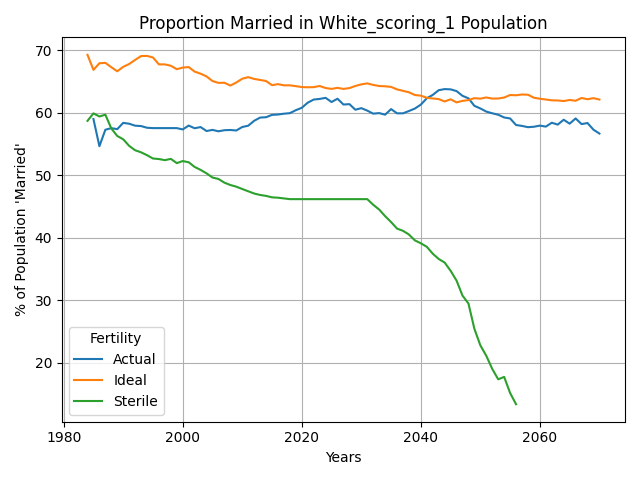 Proportion Married in White_scoring_1 Population
% of Population 'Married'
70
60
50
40
30
20
Fertility
Actual
Ideal
Sterile
1980 2000 2020 2040 2060
Years